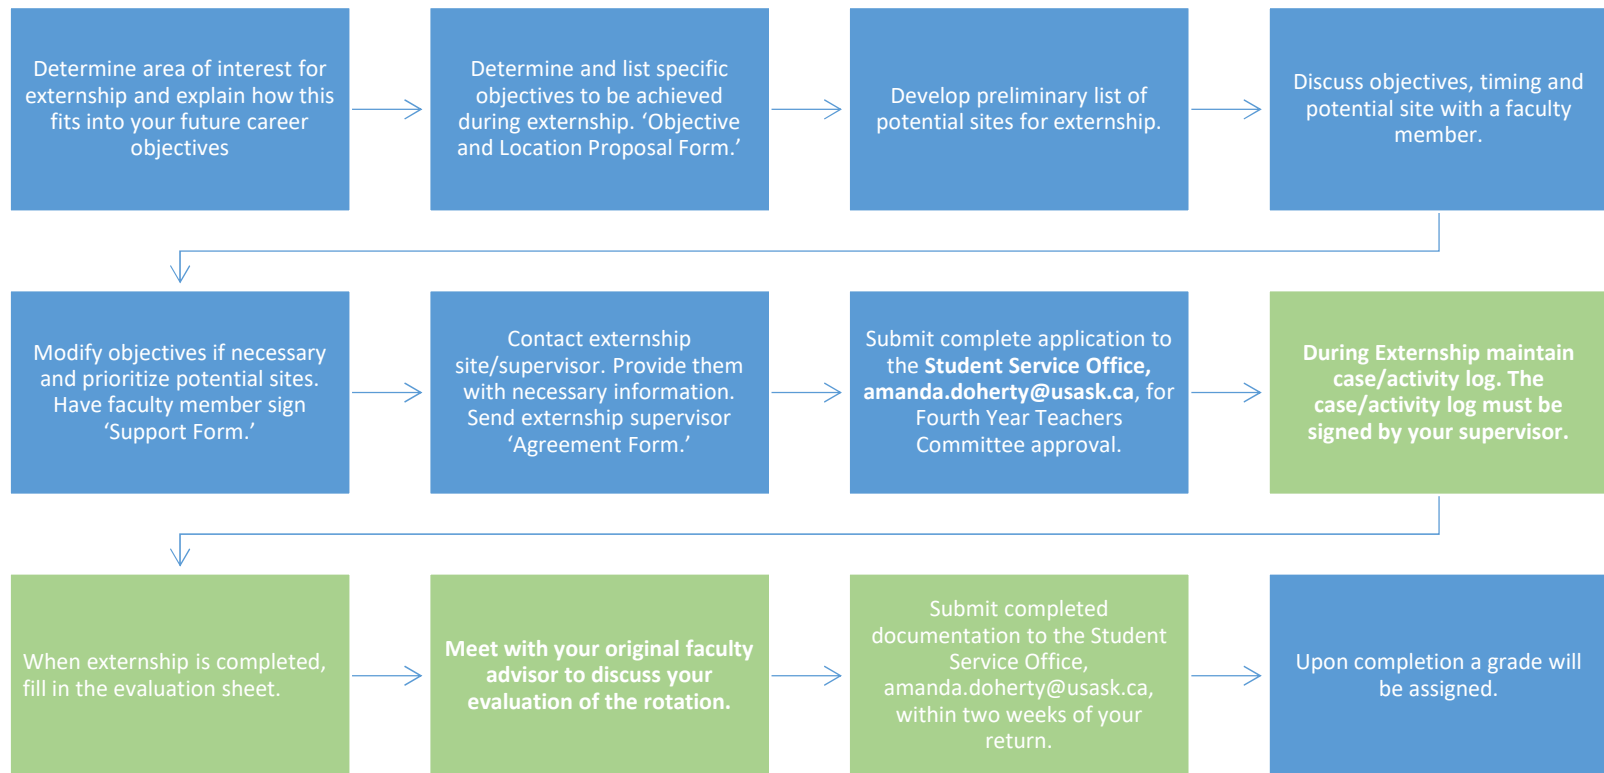 Determine area of interest for
externship and explain how this
fits into your future career
objectives
Determine and list specific
objectives to be achieved
during externship. ‘Objective
and Location Proposal Form.’
Develop preliminary list of
potential sites for externship.
Discuss objectives, timing and
potential site with a faculty
member.
Modify objectives if necessary
and prioritize potential sites.
Have faculty member sign
‘Support Form.’
Contact externship
site/supervisor. Provide them
with necessary information.
Send externship supervisor
‘Agreement Form.’
Submit complete application to
the Student Service Office,
amanda.doherty@usask.ca, for
Fourth Year Teachers
Committee approval.
During Externship maintain
case/activity log. The
case/activity log must be
signed by your supervisor.
When externship is completed,
fill in the evaluation sheet.
Meet with your original faculty
advisor to discuss your
evaluation of the rotation.
Submit completed
documentation to the Student
Service Office,
amanda.doherty@usask.ca,
within two weeks of your
return.
Upon completion a grade will
be assigned.